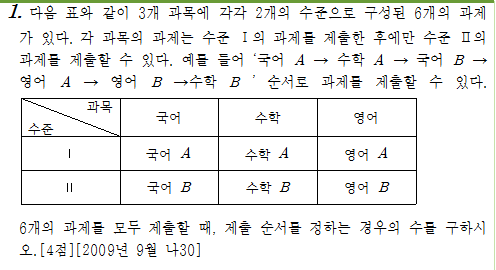 1. 다음 표와 같이 3개 과목에 각각 2개의 수준으로 구성된 6개의 과제
가 있다. 각 과목의 과제는 수준 Ⅰ의 과제를 제출한 후에만 수준 Ⅱ의
과제를 제출할 수 있다. 예를 들어 ‘국어 A → 수학 A → 국어 B →
영어 A → 영어 B →수학 B ’ 순서로 과제를 제출할 수 있다.
과목
수준
국어 수학 영어
Ⅰ 국어 A 수학 A 영어 A
Ⅱ 국어 B 수학 B 영어 B
6개의 과제를 모두 제출할 때, 제출 순서를 정하는 경우의 수를 구하시
오.[4점][2009년 9월 나30]